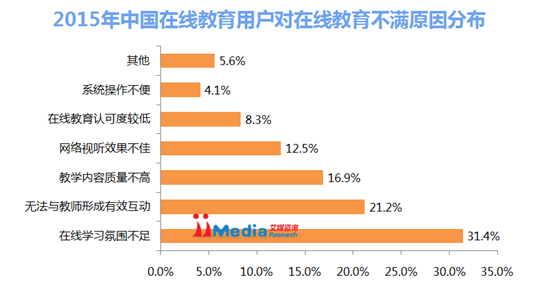 2015年中国在线教育用户对在线教育不满原因分布
其他 5.6%
系统操作不便 4.1%
在线教育认可度较低 8.3%
网络视听效果不佳 12.5%
教学内容质量不高 16.9%
无法与教师形成有效互动 21.2%
iiMedia 艾媒咨询
Research
在线学习氛围不足 31.4%
0.0% 5.0% 10.0% 15.0% 20.0% 25.0% 30.0% 35.0%